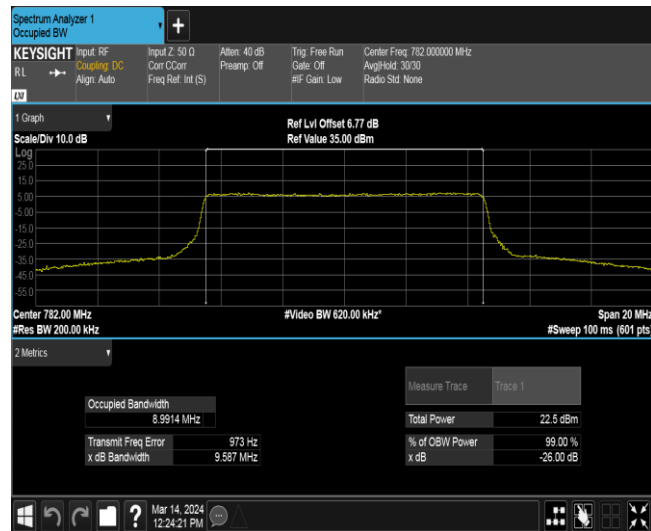 Spectrum Analyzer 1
Occupied BW
+
KEYSIGHT Input: RF Input Z: 50 Ω Atten: 40 dB Trig: Free Run Center Freq: 782.000000 MHz
RL Coupling: DC Corr CCorr Preamp: Off Gate: Off Avg|Hold: 30/30
Align: Auto Freq Ref: Int (S) #IF Gain: Low Radio Std: None
LXI
1 Graph
Ref Lvl Offset 6.77 dB
Scale/Div 10.0 dB Ref Value 35.00 dBm
Log
25.0
15.0
5.00
-5.00
-15.0
-25.0
-35.0
-45.0
-55.0
Center 782.00 MHz #Video BW 620.00 kHz* Span 20 MHz
#Res BW 200.00 kHz #Sweep 100 ms (601 pts)
2 Metrics
Measure Trace Trace 1
Occupied Bandwidth
8.9914 MHz Total Power 22.5 dBm
Transmit Freq Error 973 Hz % of OBW Power 99.00 %
x dB Bandwidth 9.587 MHz x dB -26.00 dB
? Mar 14, 2024
12:24:21 PM